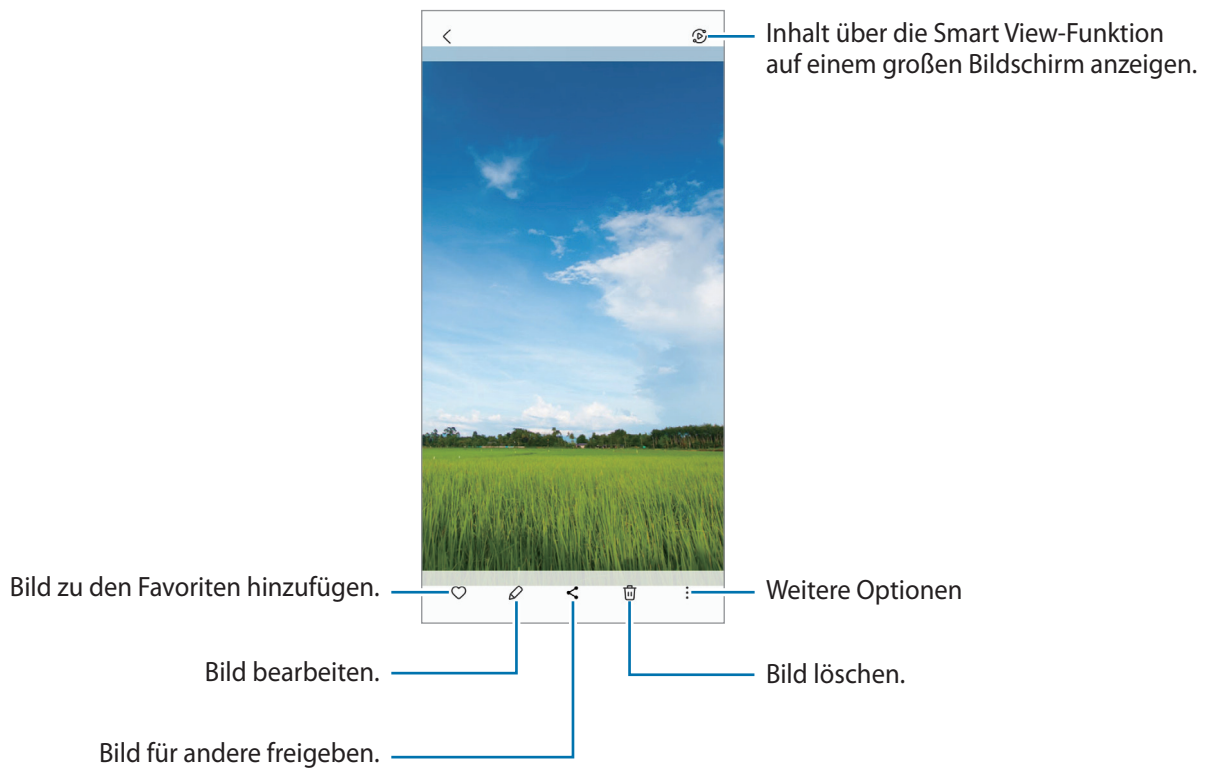 Inhalt über die Smart View-Funktion
auf einem großen Bildschirm anzeigen.
Bild zu den Favoriten hinzufügen.
Weitere Optionen
Bild bearbeiten.
Bild löschen.
Bild für andere freigeben.